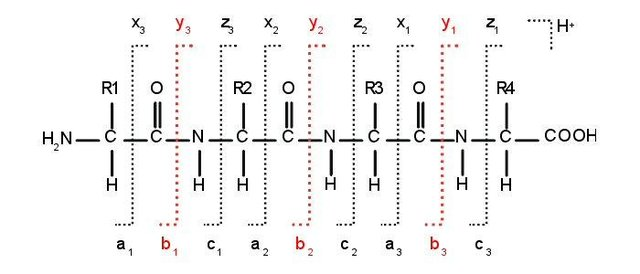 x3 y3 z3 x2 y2 z2 x1 y1 z1 H+
R1 O R2 O R3 O R4
H2N C C N C C N C C N C COOH
H H H H H H H
a1 b1 c1 a2 b2 c2 a3 b3 c3